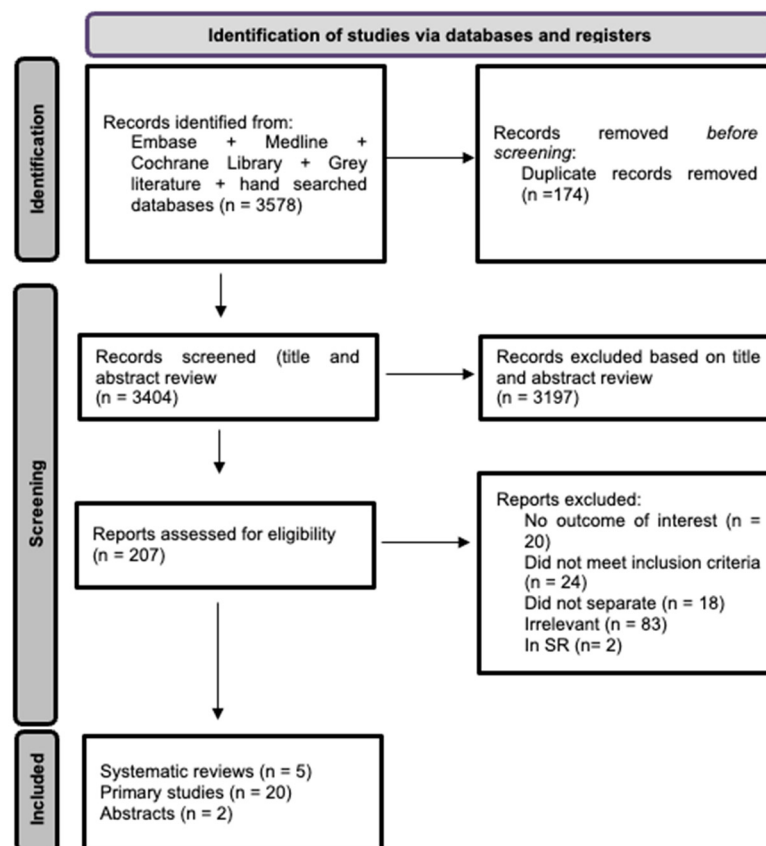 Identification of studies via databases and registers
Identification
Records identified from:
Embase + Medline +
Cochrane Library + Grey
literature + hand searched
databases (n = 3578)
Records removed before
screening:
Duplicate records removed
(n =174)
Screening
Records screened (title and
abstract review
(n = 3404)
Records excluded based on title
and abstract review
(n = 3197)
Reports assessed for eligibility
(n = 207)
Reports excluded:
No outcome of interest (n =
20)
Did not meet inclusion criteria
(n = 24)
Did not separate (n = 18)
Irrelevant (n = 83)
In SR (n= 2)
Included
Systematic reviews (n = 5)
Primary studies (n = 20)
Abstracts (n = 2)